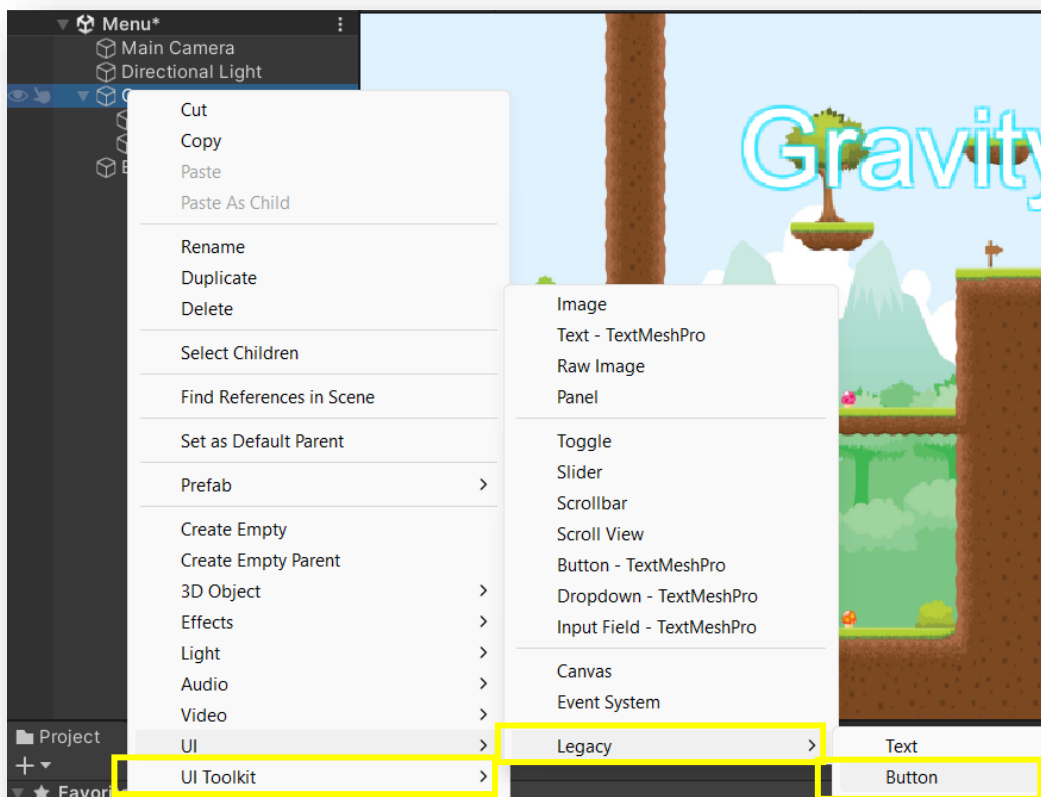 Menu*
Main Camera
Directional Light
Cut
Copy
Paste
Paste As Child
Rename
Duplicate
Delete
Select Children
Find References in Scene
Set as Default Parent
Prefab
Create Empty
Create Empty Parent
3D Object
Effects
Light
Audio
Video
UI
UI Toolkit
Image
Text - TextMeshPro
Raw Image
Panel
Toggle
Slider
Scrollbar
Scroll View
Button - TextMeshPro
Dropdown - TextMeshPro
Input Field - TextMeshPro
Canvas
Event System
Legacy
Text
Button
Gravity
Project